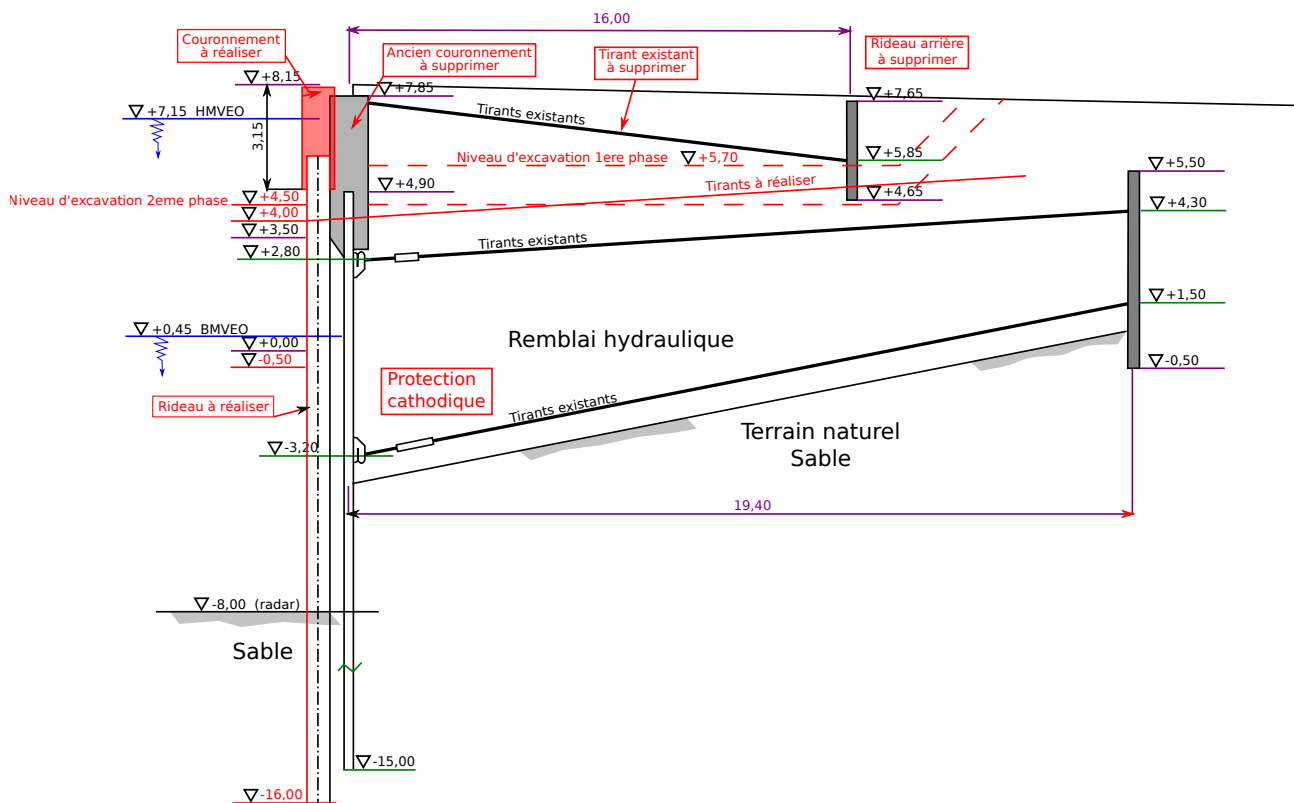 16,00
Couronnement
à réaliser
Ancien couronnement
à supprimer
Tirant existant
à supprimer
Rideau arrière
à supprimer
+8,15
+7,85
+7,65
+7,15 HMVEO
Tirants existants
3,15
Niveau d'excavation 1ere phase
+5,70
+5,85
+5,50
+4,90
Tirants à réaliser
+4,65
Niveau d'excavation 2eme phase
+4,50
+4,30
+4,00
+3,50
Tirants existants
+2,80
+1,50
+0,45 BMVEO
Remblai hydraulique
+0,00
-0,50
-0,50
Protection
cathodique
Rideau à réaliser
Tirants existants
-3,20
Terrain naturel
Sable
19,40
-8,00 (radar)
Sable
-15,00
-16,00